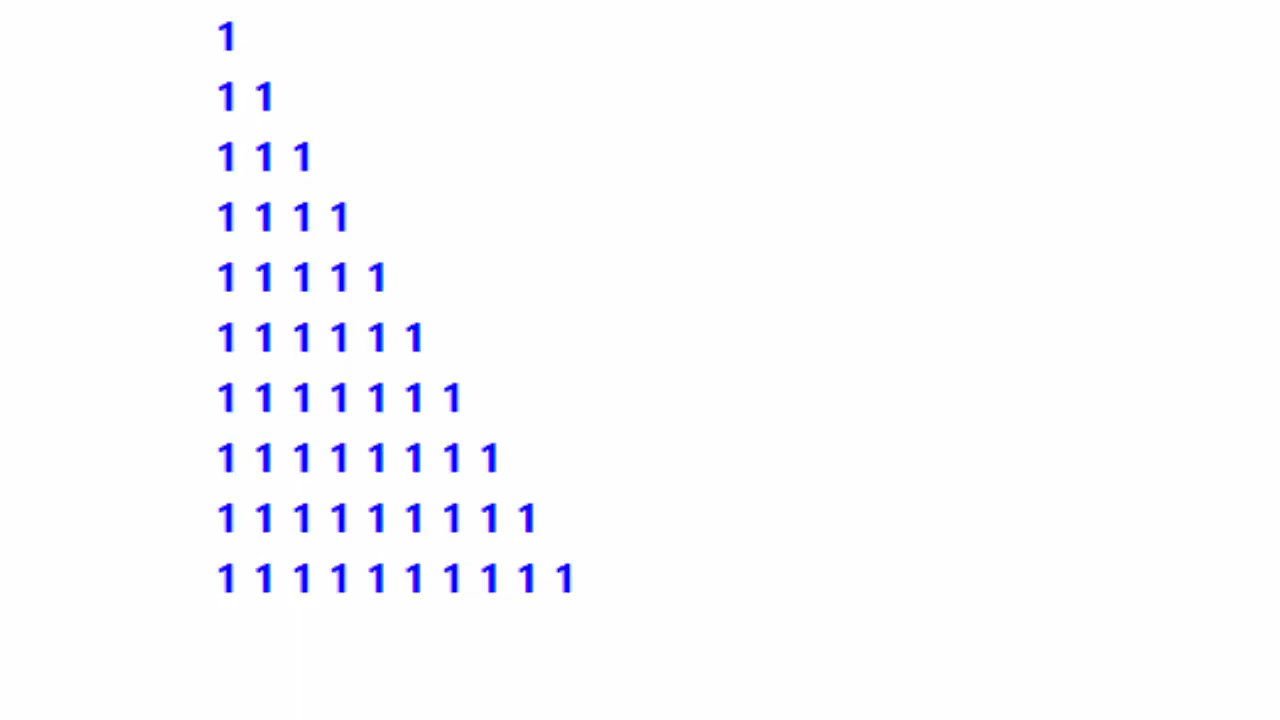 1
1 1
1 1 1
1 1 1 1
1 1 1 1 1
1 1 1 1 1 1
1 1 1 1 1 1 1
1 1 1 1 1 1 1 1
1 1 1 1 1 1 1 1 1
1 1 1 1 1 1 1 1 1 1